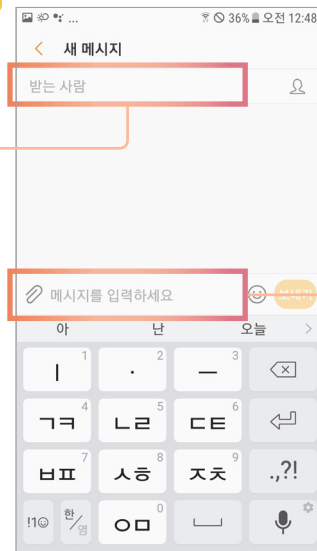 ... 36% 오전 12:48
새 메시지
받는 사람
메시지를 입력하세요 보내기
아 난 오늘
ㅣ 1 · 2 ㅡ 3
ㄱㅋ 4 ㄴㄹ 5 ㄷㅌ 6
ㅂㅍ 7 ㅅㅎ 8 ㅈㅊ 9 .,?!
!1☺ 한/영 ㅇㅁ 0